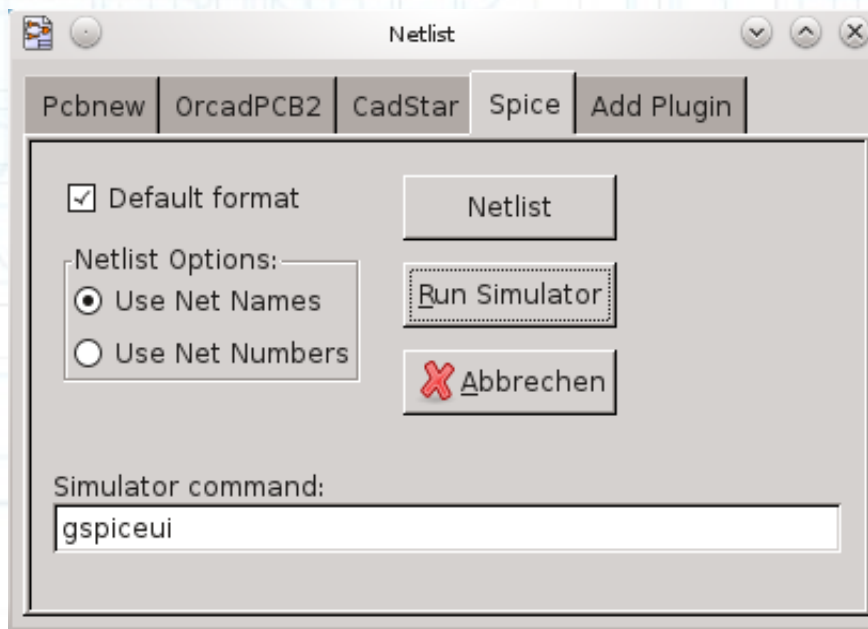 Netlist
Pcbnew OrcadPCB2 CadStar Spice Add Plugin
Default format
Netlist
Netlist Options:
Use Net Names
Run Simulator
Use Net Numbers
Abbrechen
Simulator command:
gspiceui